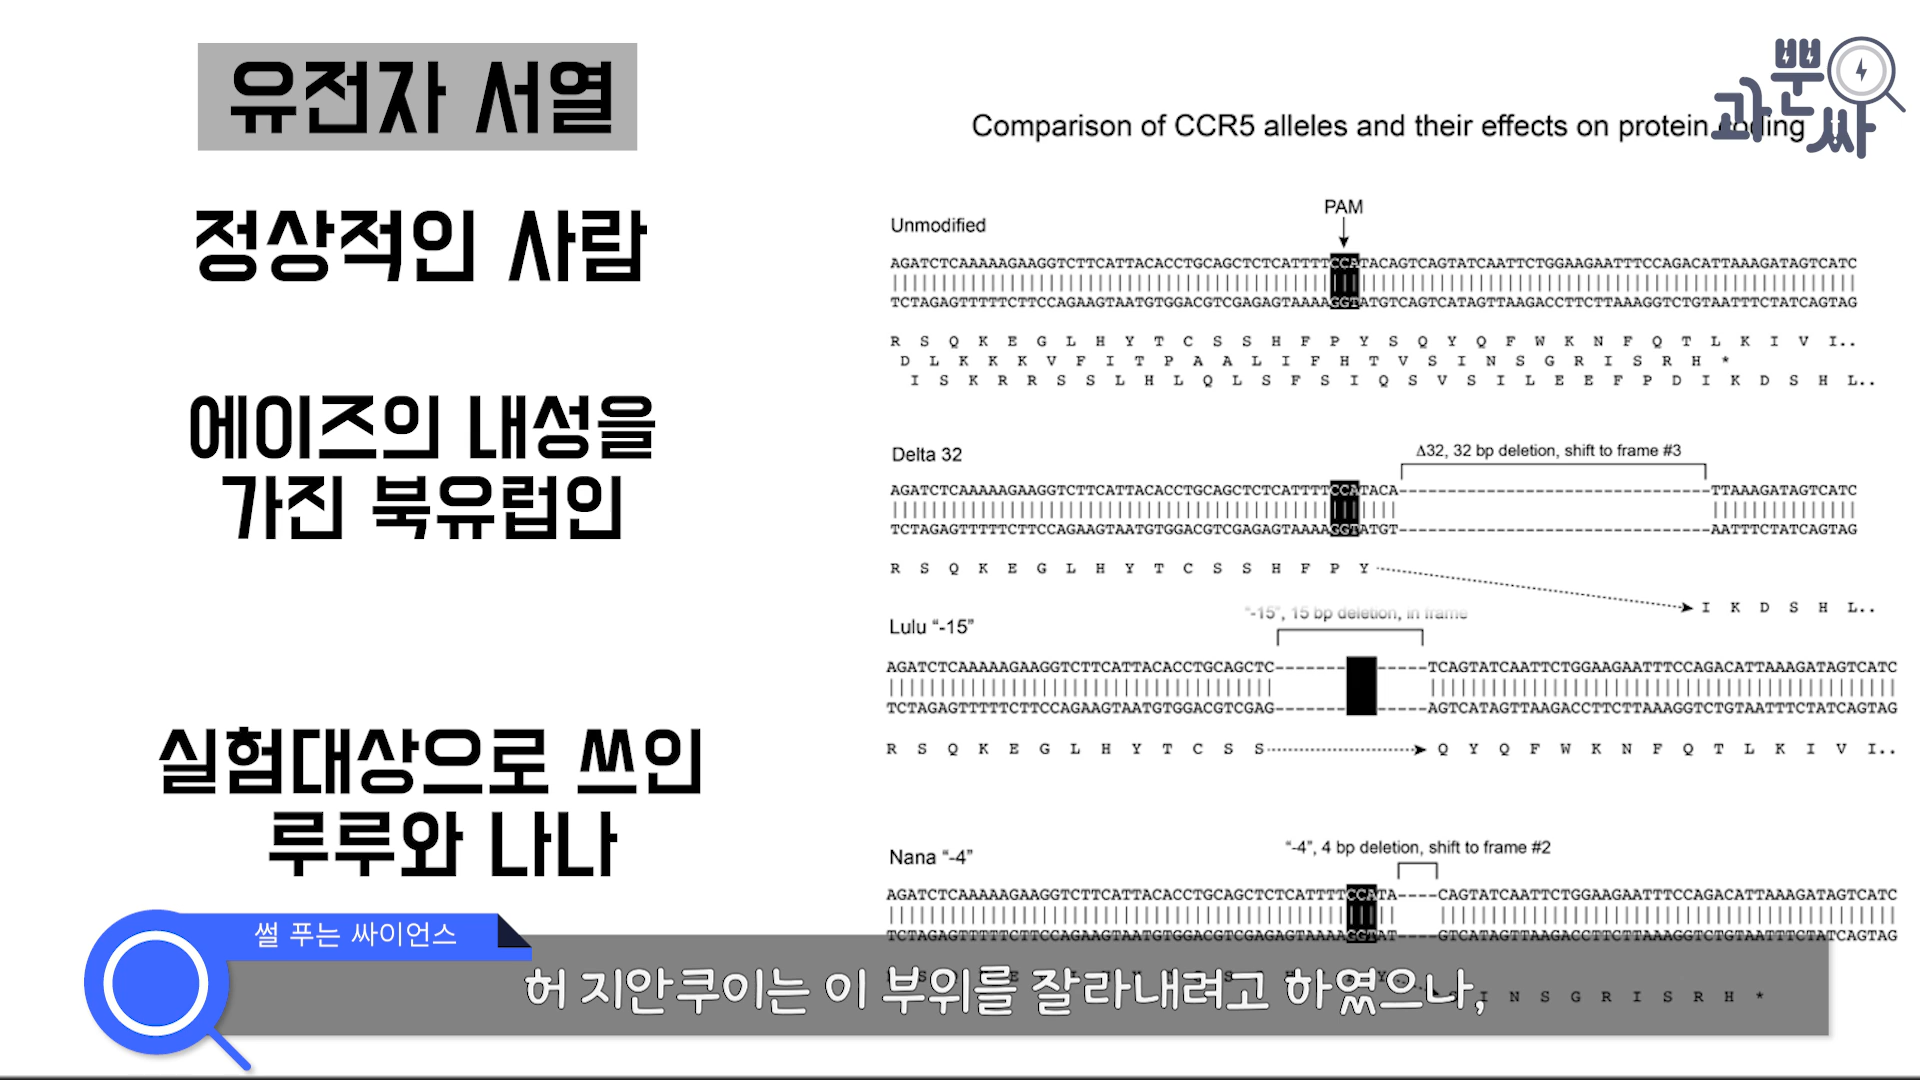 유전자 서열
과뿐싸
Comparison of CCR5 alleles and their effects on protein coding
정상적인 사람
PAM
Unmodified
AGATCTCAAAAAGAAGGTCTTCATTACACCTGCAGCTCTCATTTTCCATACAGTCAGTATCAATTCTGGAAGAATTTCCAGACATTAAAGATAGTCATC
TCTAGAGTTTTTCTTCCAGAAGTAATGTGGACGTCGAGAGTAAAAGGTATGTCAGTCATAGTTAAGACCTTCTTAAAGGTCTGTAATTTCTATCAGTAG
R S Q K E G L H Y T C S S H F P Y S Q Y Q F W K N F Q T L K I V I..
D L K K K V F I T P A A L I F H T V S I N S G R I S R H *
I S K R R S S L H L Q L S F S I Q S V S I L E E F P D I K D S H L..
에이즈의 내성을
가진 북유럽인
Delta 32
Δ32, 32 bp deletion, shift to frame #3
AGATCTCAAAAAGAAGGTCTTCATTACACCTGCAGCTCTCATTTTCCATACA--------------------------------TTAAAGATAGTCATC
TCTAGAGTTTTTCTTCCAGAAGTAATGTGGACGTCGAGAGTAAAAGGTATGT--------------------------------AATTTCTATCAGTAG
R S Q K E G L H Y T C S S H F P Y
I K D S H L..
실험대상으로 쓰인
루루와 나나
Lulu “-15”
“-15”, 15 bp deletion, in frame
AGATCTCAAAAAGAAGGTCTTCATTACACCTGCAGCTC---------------TCAGTATCAATTCTGGAAGAATTTCCAGACATTAAAGATAGTCATC
TCTAGAGTTTTTCTTCCAGAAGTAATGTGGACGTCGAG---------------AGTCATAGTTAAGACCTTCTTAAAGGTCTGTAATTTCTATCAGTAG
R S Q K E G L H Y T C S S
Q Y Q F W K N F Q T L K I V I..
Nana “-4”
“-4”, 4 bp deletion, shift to frame #2
AGATCTCAAAAAGAAGGTCTTCATTACACCTGCAGCTCTCATTTTCCATA----CAGTATCAATTCTGGAAGAATTTCCAGACATTAAAGATAGTCATC
TCTAGAGTTTTTCTTCCAGAAGTAATGTGGACGTCGAGAGTAAAAGGTAT----GTCATAGTTAAGACCTTCTTAAAGGTCTGTAATTTCTATCAGTAG
I N S G R I S R H *
썰 푸는 싸이언스
허 지안쿠이는 이 부위를 잘라내려고 하였으나,